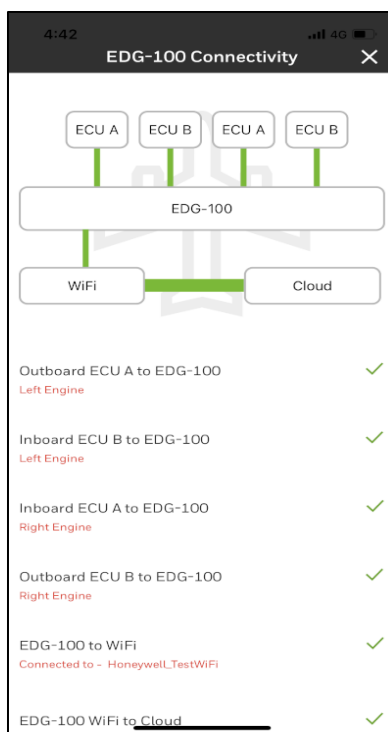 4:42
4G
EDG-100 Connectivity
ECU A ECU B ECU A ECU B
EDG-100
WiFi Cloud
Outboard ECU A to EDG-100
Left Engine
Inboard ECU B to EDG-100
Left Engine
Inboard ECU A to EDG-100
Right Engine
Outboard ECU B to EDG-100
Right Engine
EDG-100 to WiFi
Connected to - Honeywell_TestWiFi
EDG-100 WiFi to Cloud